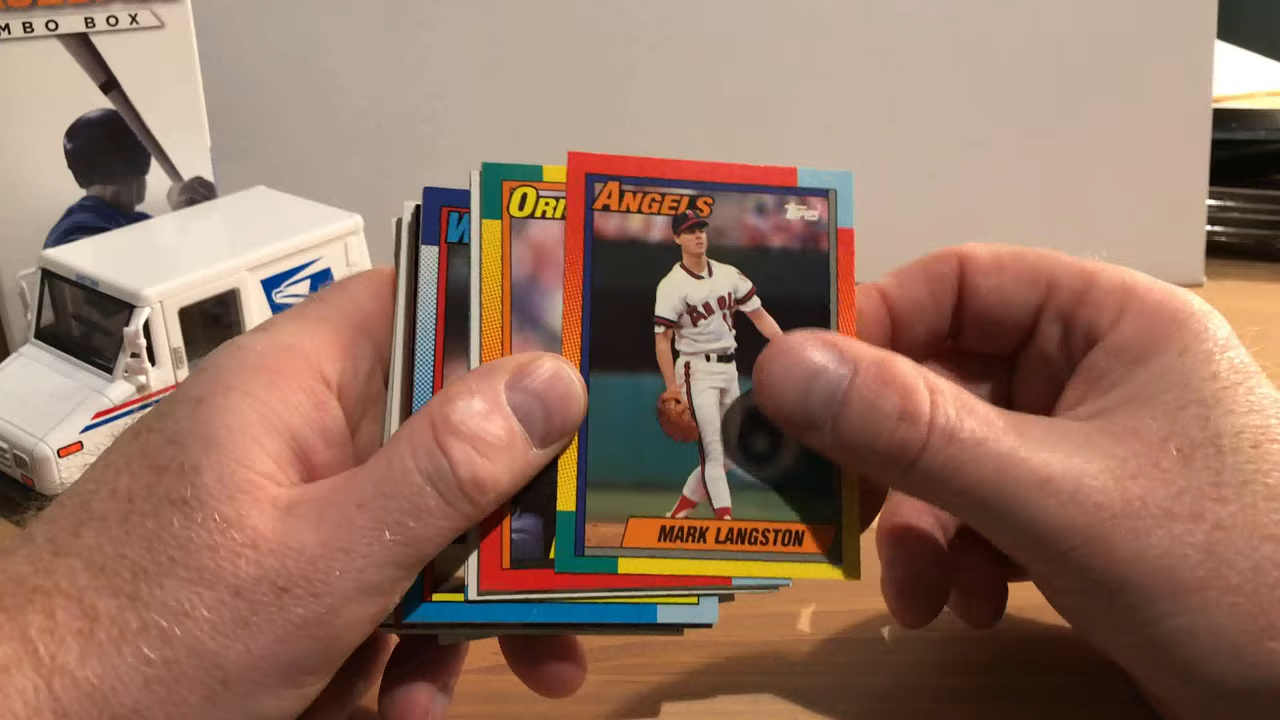 MBO BOX
ORI
ANGELS
Topps
W
MARK LANGSTON